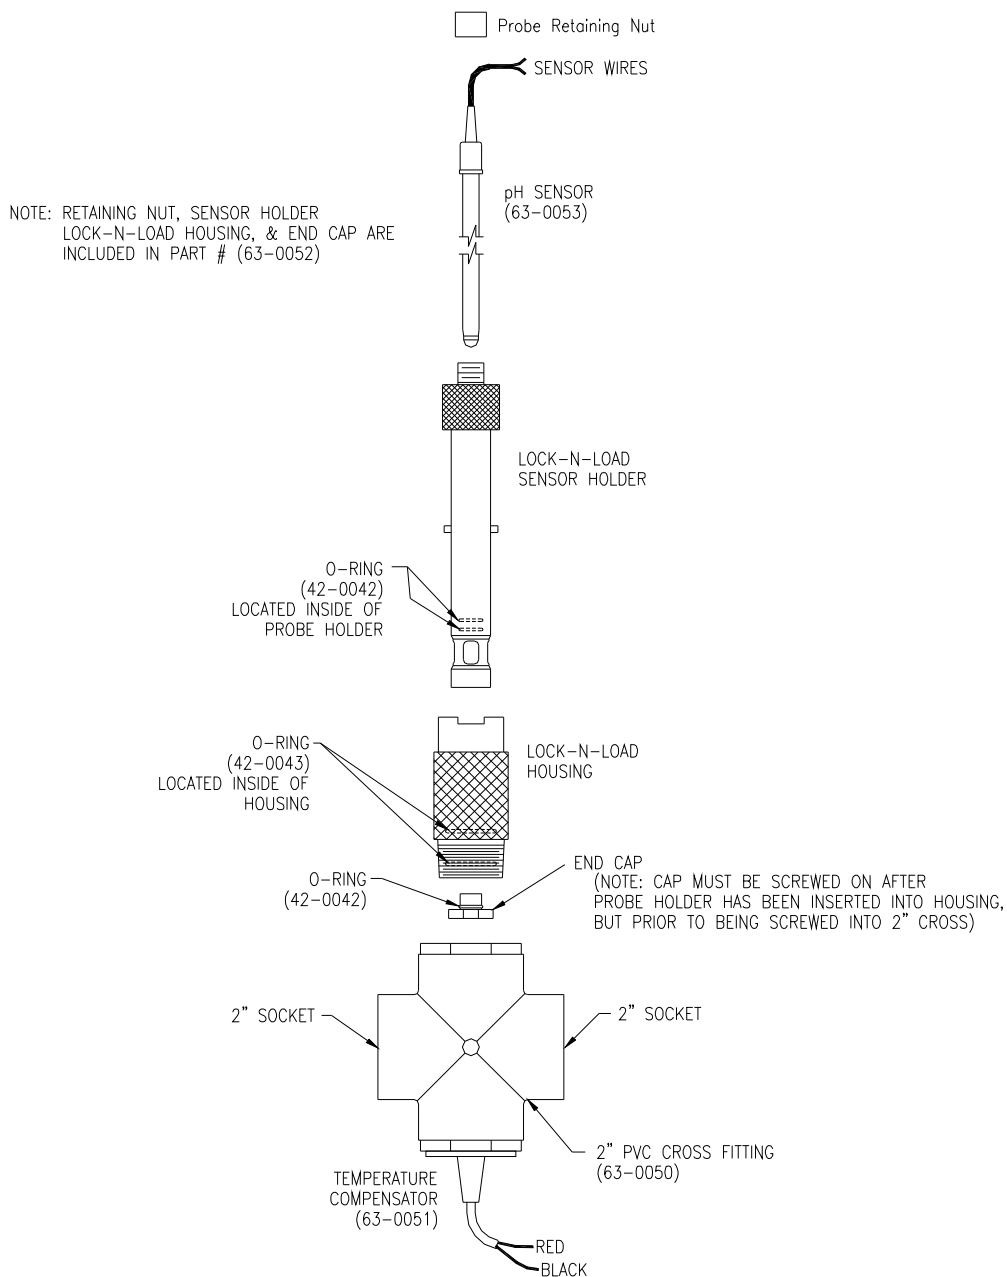 Probe Retaining Nut
SENSOR WIRES
pH SENSOR
(63-0053)
NOTE: RETAINING NUT, SENSOR HOLDER
LOCK-N-LOAD HOUSING, & END CAP ARE
INCLUDED IN PART # (63-0052)
LOCK-N-LOAD
SENSOR HOLDER
O-RING
(42-0042)
LOCATED INSIDE OF
PROBE HOLDER
O-RING
(42-0043)
LOCATED INSIDE OF
HOUSING
LOCK-N-LOAD
HOUSING
O-RING
(42-0042)
END CAP
(NOTE: CAP MUST BE SCREWED ON AFTER
PROBE HOLDER HAS BEEN INSERTED INTO HOUSING,
BUT PRIOR TO BEING SCREWED INTO 2" CROSS)
2" SOCKET
2" SOCKET
2" PVC CROSS FITTING
(63-0050)
TEMPERATURE
COMPENSATOR
(63-0051)
RED
BLACK